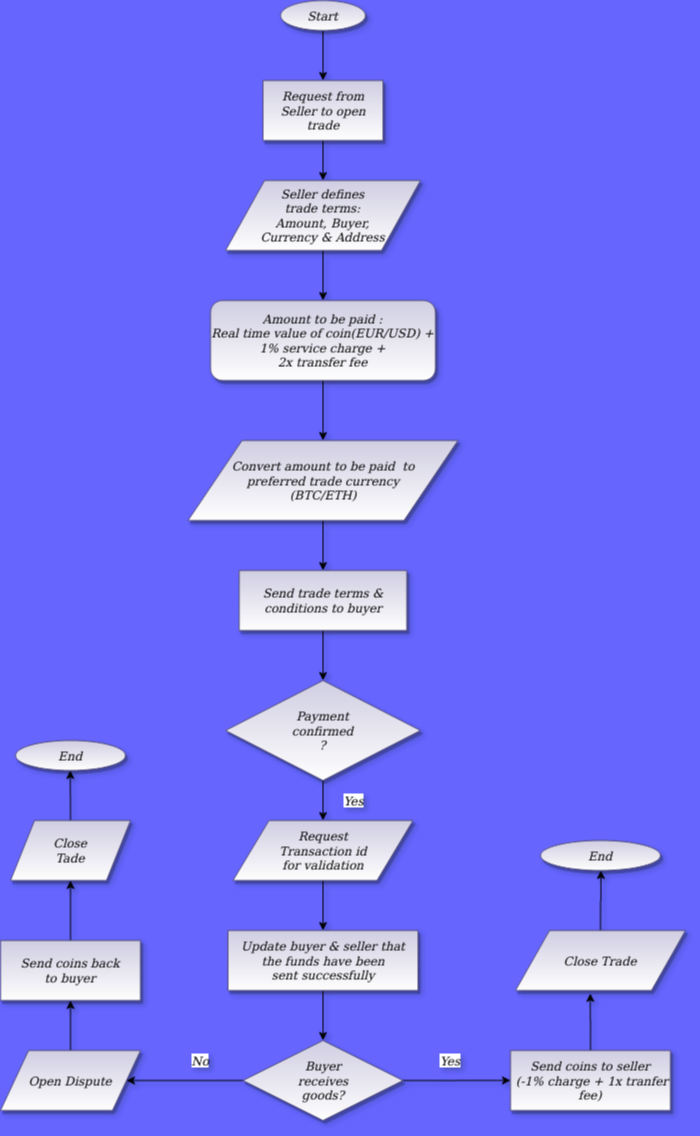 Start
Request from
Seller to open
trade
Seller defines
trade terms:
Amount, Buyer,
Currency & Address
Amount to be paid :
Real time value of coin(EUR/USD) +
1% service charge +
2x transfer fee
Convert amount to be paid to
preferred trade currency
(BTC/ETH)
Send trade terms &
conditions to buyer
Payment
confirmed
?
Yes
Request
Transaction id
for validation
Update buyer & seller that
the funds have been
sent successfully
Buyer
receives
goods?
No
Open Dispute
Send coins back
to buyer
Close
Tade
End
Yes
Send coins to seller
(-1% charge + 1x tranfer
fee)
Close Trade
End